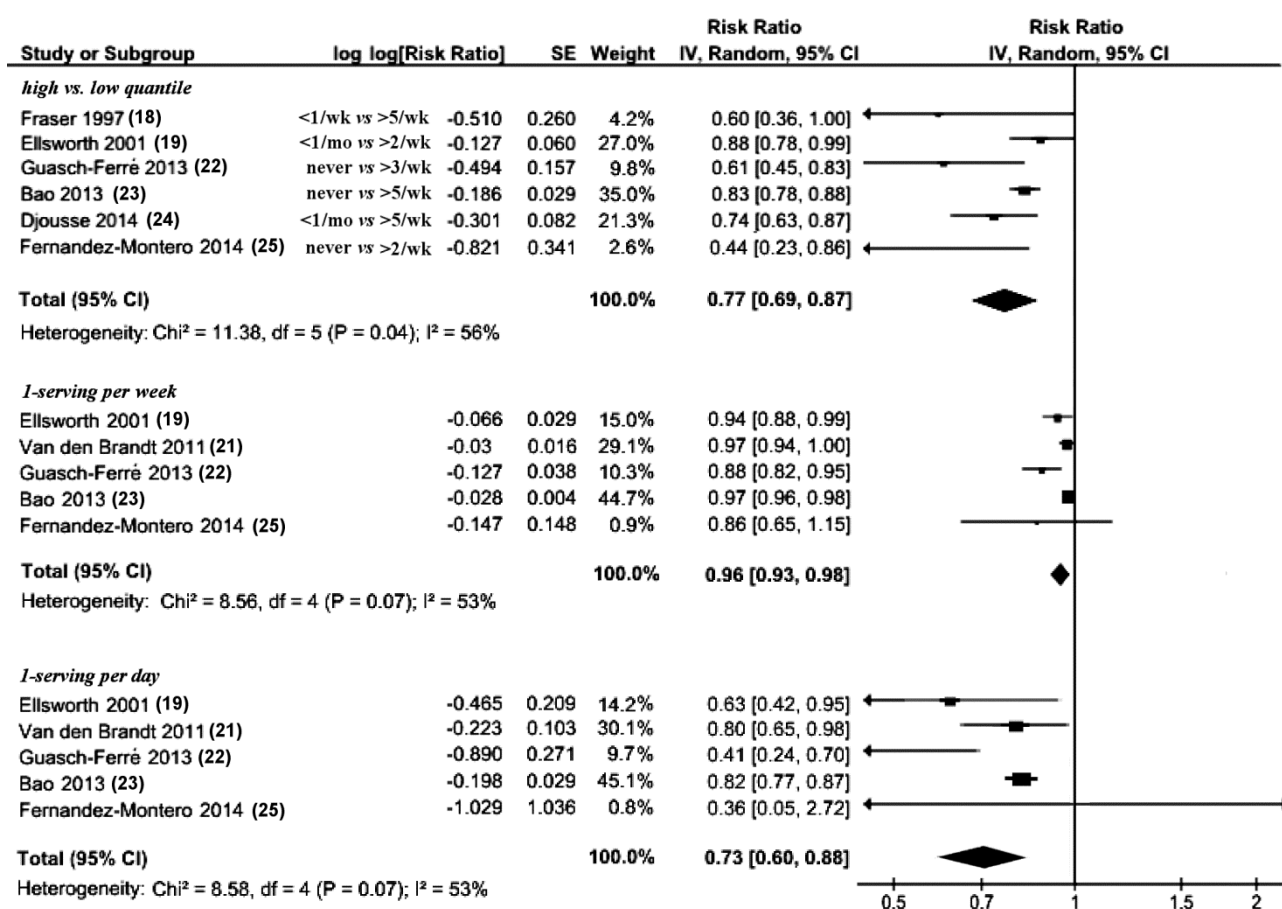 Risk Ratio Risk Ratio
Study or Subgroup log log[Risk Ratio] SE Weight IV, Random, 95% CI IV, Random, 95% CI
high vs. low quantile
Fraser 1997 (18) <1/wk vs >5/wk -0.510 0.260 4.2% 0.60 [0.36, 1.00]
Ellsworth 2001 (19) <1/mo vs >2/wk -0.127 0.060 27.0% 0.88 [0.78, 0.99]
Guasch-Ferré 2013 (22) never vs >3/wk -0.494 0.157 9.8% 0.61 [0.45, 0.83]
Bao 2013 (23) never vs >5/wk -0.186 0.029 35.0% 0.83 [0.78, 0.88]
Djousse 2014 (24) <1/mo vs >5/wk -0.301 0.082 21.3% 0.74 [0.63, 0.87]
Fernandez-Montero 2014 (25) never vs >2/wk -0.821 0.341 2.6% 0.44 [0.23, 0.86]
Total (95% CI) 100.0% 0.77 [0.69, 0.87]
Heterogeneity: Chi² = 11.38, df = 5 (P = 0.04); I² = 56%
1-serving per week
Ellsworth 2001 (19) -0.066 0.029 15.0% 0.94 [0.88, 0.99]
Van den Brandt 2011 (21) -0.03 0.016 29.1% 0.97 [0.94, 1.00]
Guasch-Ferré 2013 (22) -0.127 0.038 10.3% 0.88 [0.82, 0.95]
Bao 2013 (23) -0.028 0.004 44.7% 0.97 [0.96, 0.98]
Fernandez-Montero 2014 (25) -0.147 0.148 0.9% 0.86 [0.65, 1.15]
Total (95% CI) 100.0% 0.96 [0.93, 0.98]
Heterogeneity: Chi² = 8.56, df = 4 (P = 0.07); I² = 53%
1-serving per day
Ellsworth 2001 (19) -0.465 0.209 14.2% 0.63 [0.42, 0.95]
Van den Brandt 2011 (21) -0.223 0.103 30.1% 0.80 [0.65, 0.98]
Guasch-Ferré 2013 (22) -0.890 0.271 9.7% 0.41 [0.24, 0.70]
Bao 2013 (23) -0.198 0.029 45.1% 0.82 [0.77, 0.87]
Fernandez-Montero 2014 (25) -1.029 1.036 0.8% 0.36 [0.05, 2.72]
Total (95% CI) 100.0% 0.73 [0.60, 0.88]
Heterogeneity: Chi² = 8.58, df = 4 (P = 0.07); I² = 53%
0.5 0.7 1 1.5 2